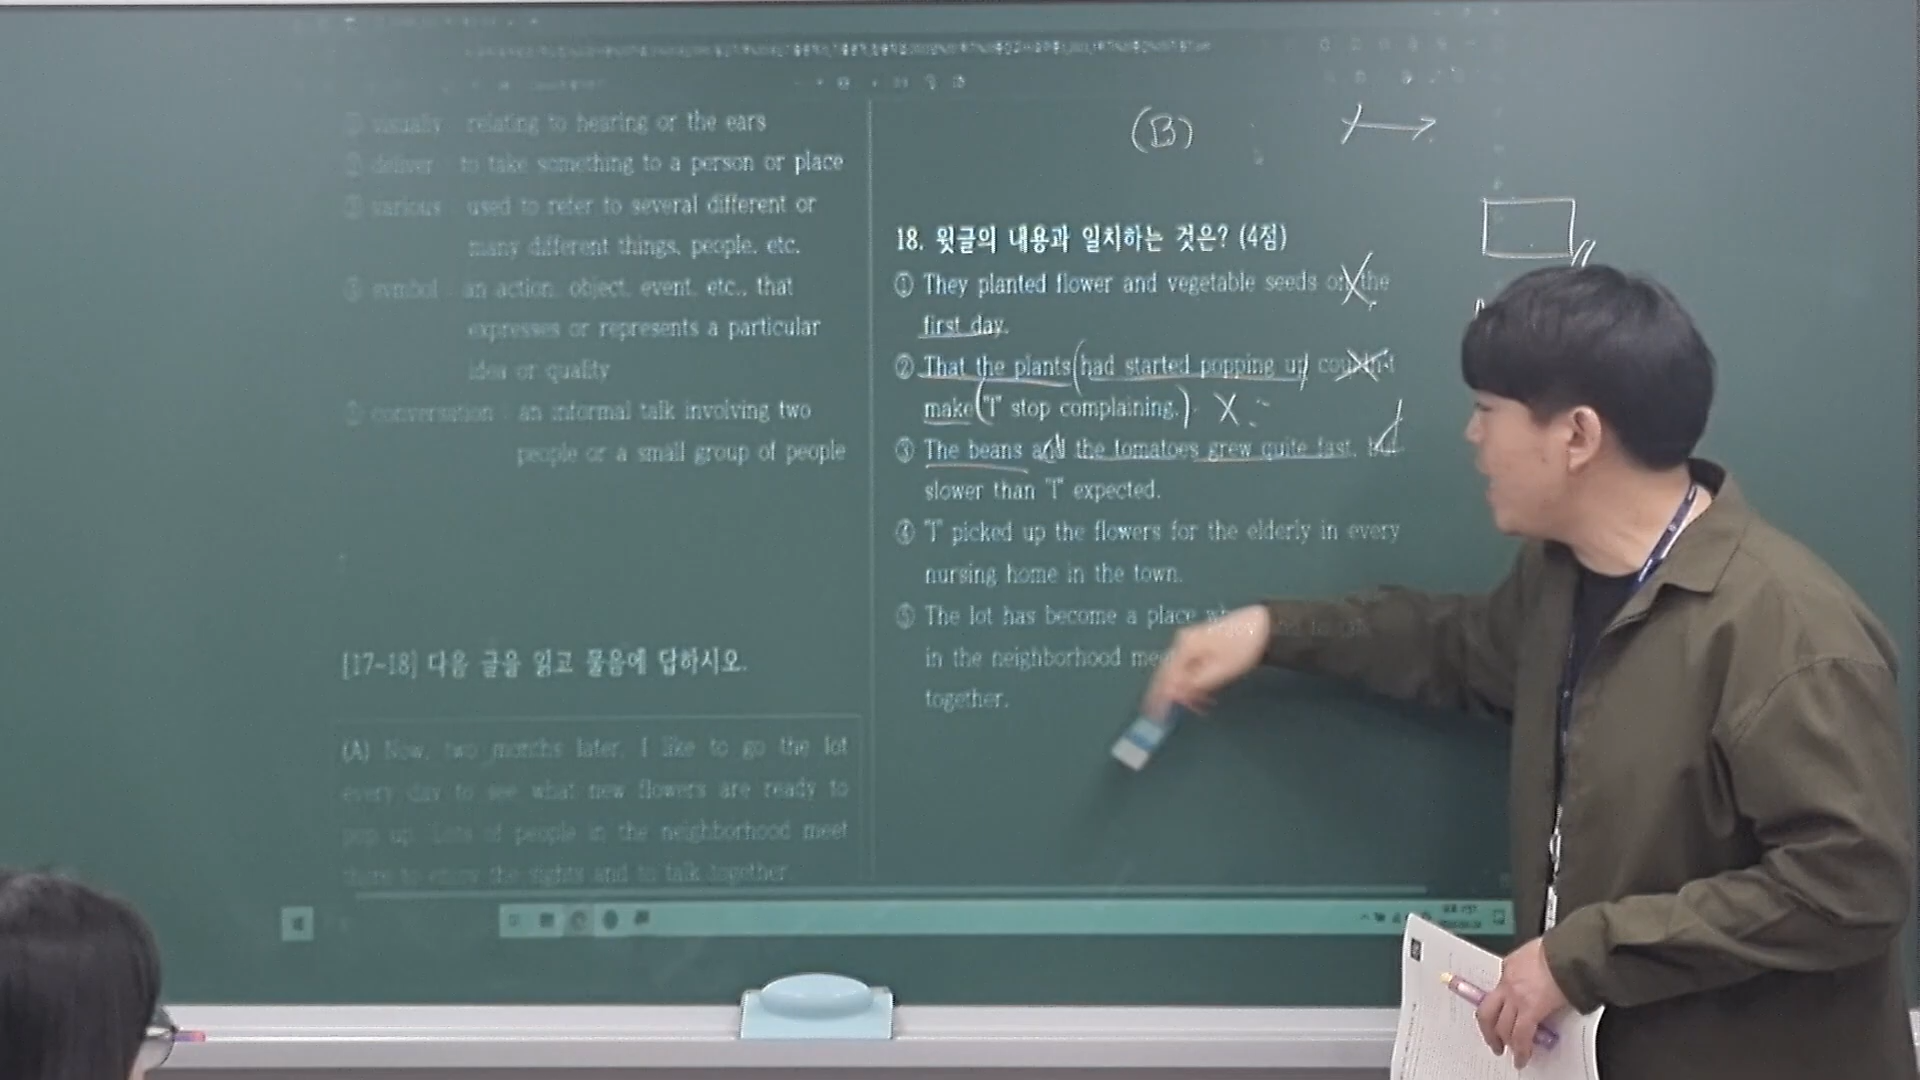 ① visually : relating to hearing or the ears
② deliver : to take something to a person or place
③ various : used to refer to several different or
many different things, people, etc.
④ symbol : an action, object, event, etc., that
expresses or represents a particular
idea or quality
⑤ conversation : an informal talk involving two
people or a small group of people
[17-18] 다음 글을 읽고 물음에 답하시오.
(A) Now, two months later, I like to go the lot
every day to see what new flowers are ready to
pop up. Lots of people in the neighborhood meet
there to enjoy the sights and to talk together.
(B)
18. 윗글의 내용과 일치하는 것은? (4점)
① They planted flower and vegetable seeds on the
first day.
② That the plants had started popping up couldn't
make "I" stop complaining. X
③ The beans and the tomatoes grew quite fast, but
slower than "I" expected.
④ "I" picked up the flowers for the elderly in every
nursing home in the town.
⑤ The lot has become a place
in the neighborhood
together.